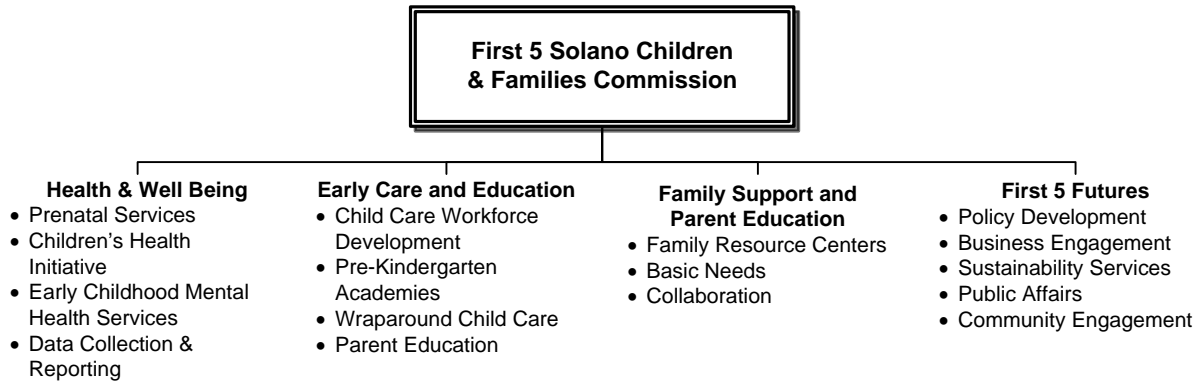 First 5 Solano Children
& Families Commission
Health & Well Being
• Prenatal Services
• Children’s Health
Initiative
• Early Childhood Mental
Health Services
• Data Collection &
Reporting
Early Care and Education
• Child Care Workforce
Development
• Pre-Kindergarten
Academies
• Wraparound Child Care
• Parent Education
Family Support and
Parent Education
• Family Resource Centers
• Basic Needs
• Collaboration
First 5 Futures
• Policy Development
• Business Engagement
• Sustainability Services
• Public Affairs
• Community Engagement